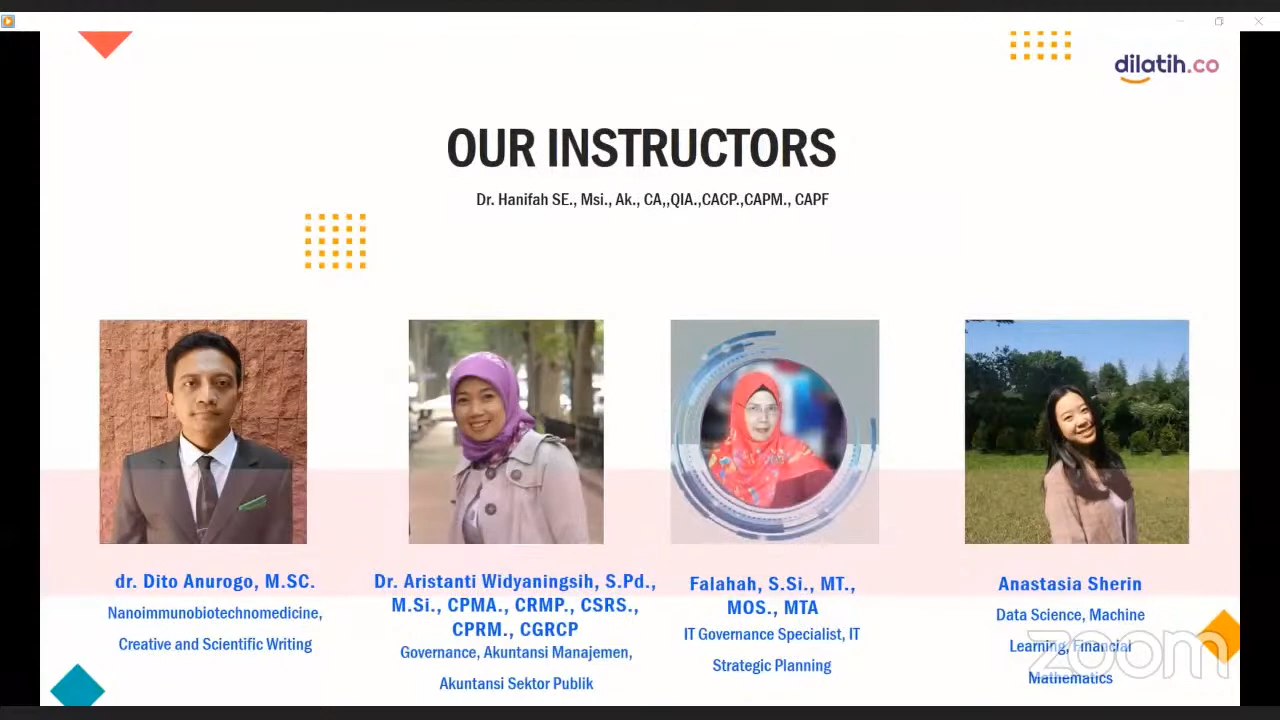 dilatih.co
OUR INSTRUCTORS
Dr. Hanifah SE., Msi., Ak., CA,,QIA.,CACP.,CAPM., CAPF
dr. Dito Anurogo, M.SC.
Nanoimmunobiotechnomedicine,
Creative and Scientific Writing
Dr. Aristanti Widyaningsih, S.Pd.,
M.Si., CPMA., CRMP., CSRS.,
CPRM., CGRCP
Governance, Akuntansi Manajemen,
Akuntansi Sektor Publik
Falahah, S.Si., MT.,
MOS., MTA
IT Governance Specialist, IT
Strategic Planning
Anastasia Sherin
Data Science, Machine
Learning, Financial
Mathematics
zoom